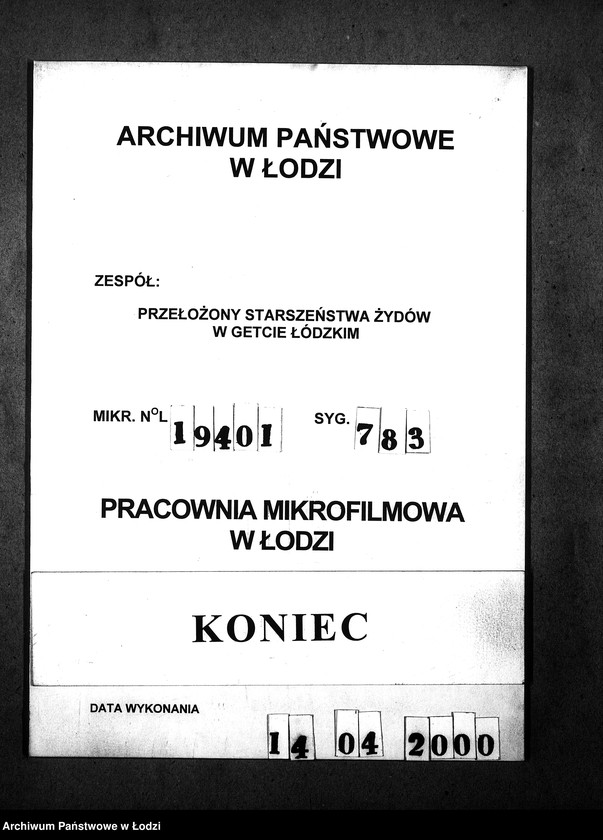 ARCHIWUM PAŃSTWOWE
W ŁODZI
ZESPÓŁ:
PRZEŁOŻONY STARSZEŃSTWA ŻYDÓW
W GETCIE ŁÓDZKIM
MIKR. NOL 19401 SYG. 783
PRACOWNIA MIKROFILMOWA
W ŁODZI
KONIEC
DATA WYKONANIA
14 04 2000
Archiwum Państwowe w Łodzi